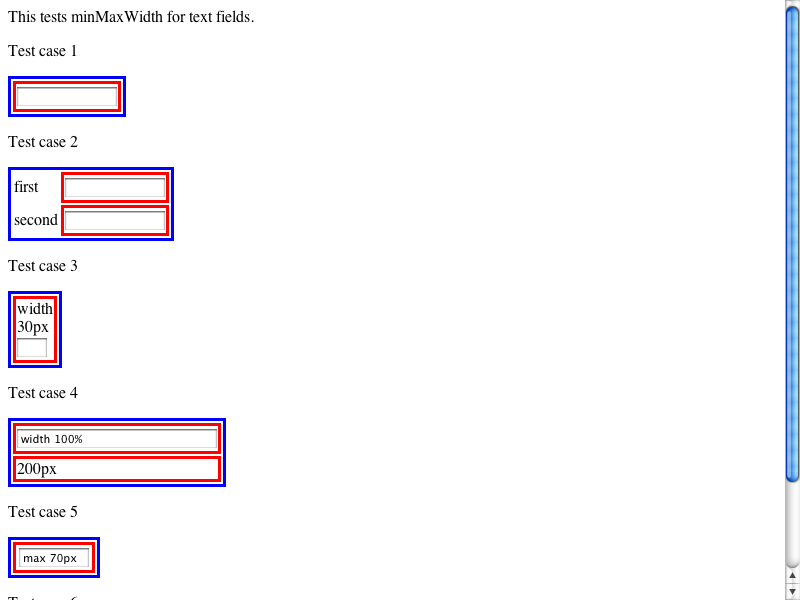 This tests minMaxWidth for text fields.
Test case 1
Test case 2
first
second
Test case 3
width
30px
Test case 4
width 100%
200px
Test case 5
max 70px